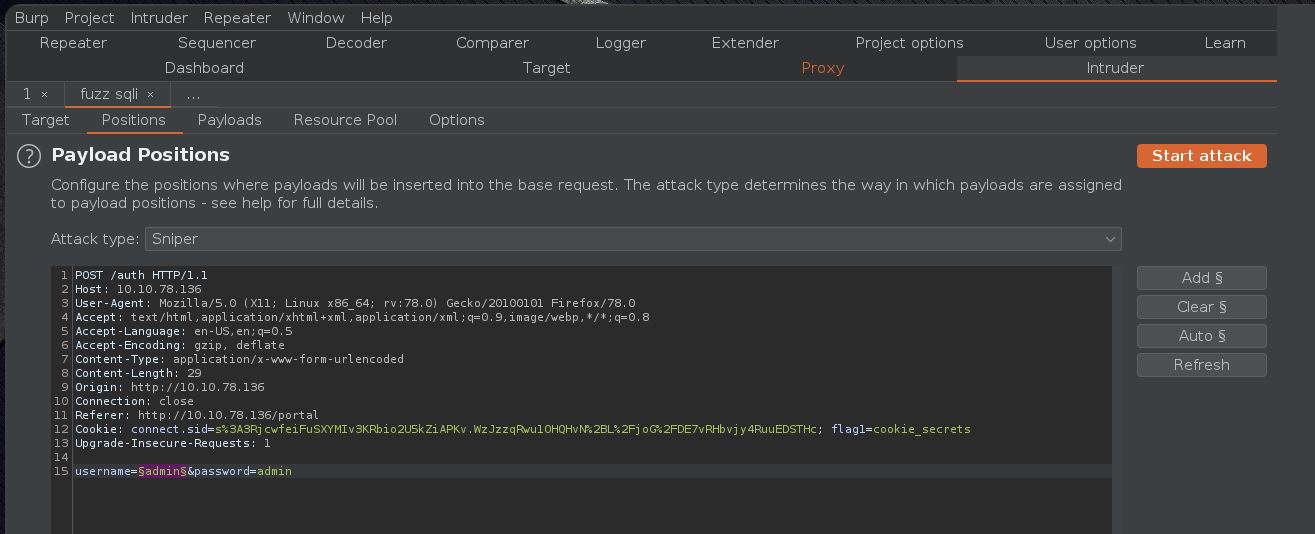 Burp Project Intruder Repeater Window Help
Repeater Sequencer Decoder Comparer Logger Extender Project options User options Learn
Dashboard Target Proxy Intruder
1 × fuzz sqli × ...
Target Positions Payloads Resource Pool Options
? Payload Positions Start attack
Configure the positions where payloads will be inserted into the base request. The attack type determines the way in which payloads are assigned
to payload positions - see help for full details.
Attack type: Sniper
1 POST /auth HTTP/1.1
2 Host: 10.10.78.136
3 User-Agent: Mozilla/5.0 (X11; Linux x86_64; rv:78.0) Gecko/20100101 Firefox/78.0
4 Accept: text/html,application/xhtml+xml,application/xml;q=0.9,image/webp,*/*;q=0.8
5 Accept-Language: en-US,en;q=0.5
6 Accept-Encoding: gzip, deflate
7 Content-Type: application/x-www-form-urlencoded
8 Content-Length: 29
9 Origin: http://10.10.78.136
10 Connection: close
11 Referer: http://10.10.78.136/portal
12 Cookie: connect.sid=s%3A3RjcwfeiFuSXYMIv3KRbio2U5kZiAPKv.WzJzzqRwulOHQHvN%2BL%2FjoG%2FDE7vRHbvjy4RuuEDSTHc; flag1=cookie_secrets
13 Upgrade-Insecure-Requests: 1
14
15 username=§admin§&password=admin
Add §
Clear §
Auto §
Refresh